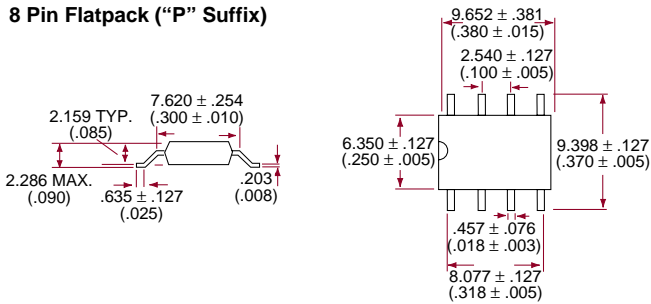 8 Pin Flatpack (“P” Suffix)
9.652 ± .381
(.380 ± .015)
2.540 ± .127
(.100 ± .005)
7.620 ± .254
(.300 ± .010)
2.159 TYP.
(.085)
6.350 ± .127
(.250 ± .005)
9.398 ± .127
(.370 ± .005)
2.286 MAX.
(.090)
.635 ± .127
(.025)
.203
(.008)
.457 ± .076
(.018 ± .003)
8.077 ± .127
(.318 ± .005)